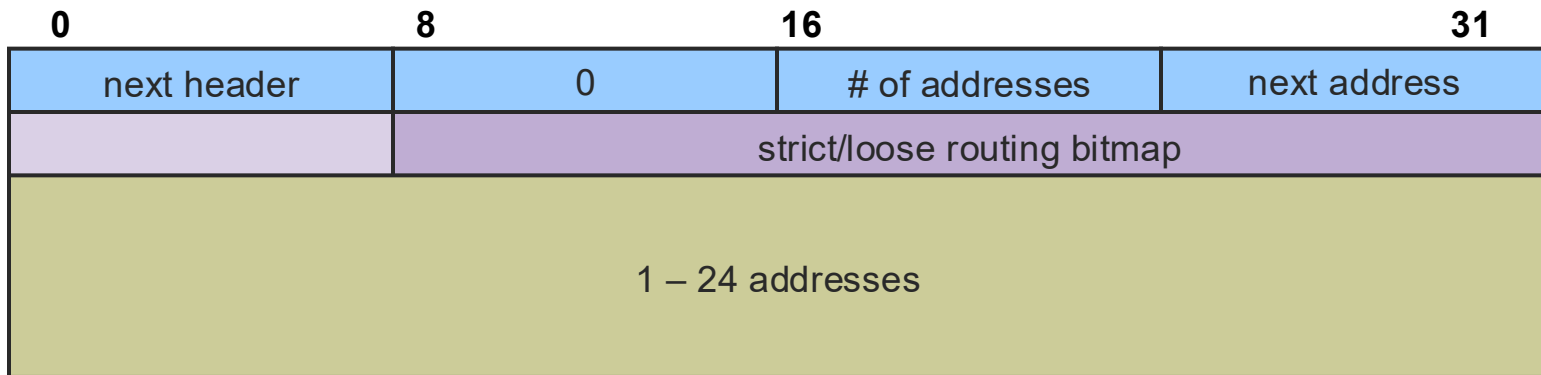 0 8 16 31
next header 0 # of addresses next address
strict/loose routing bitmap
1 – 24 addresses